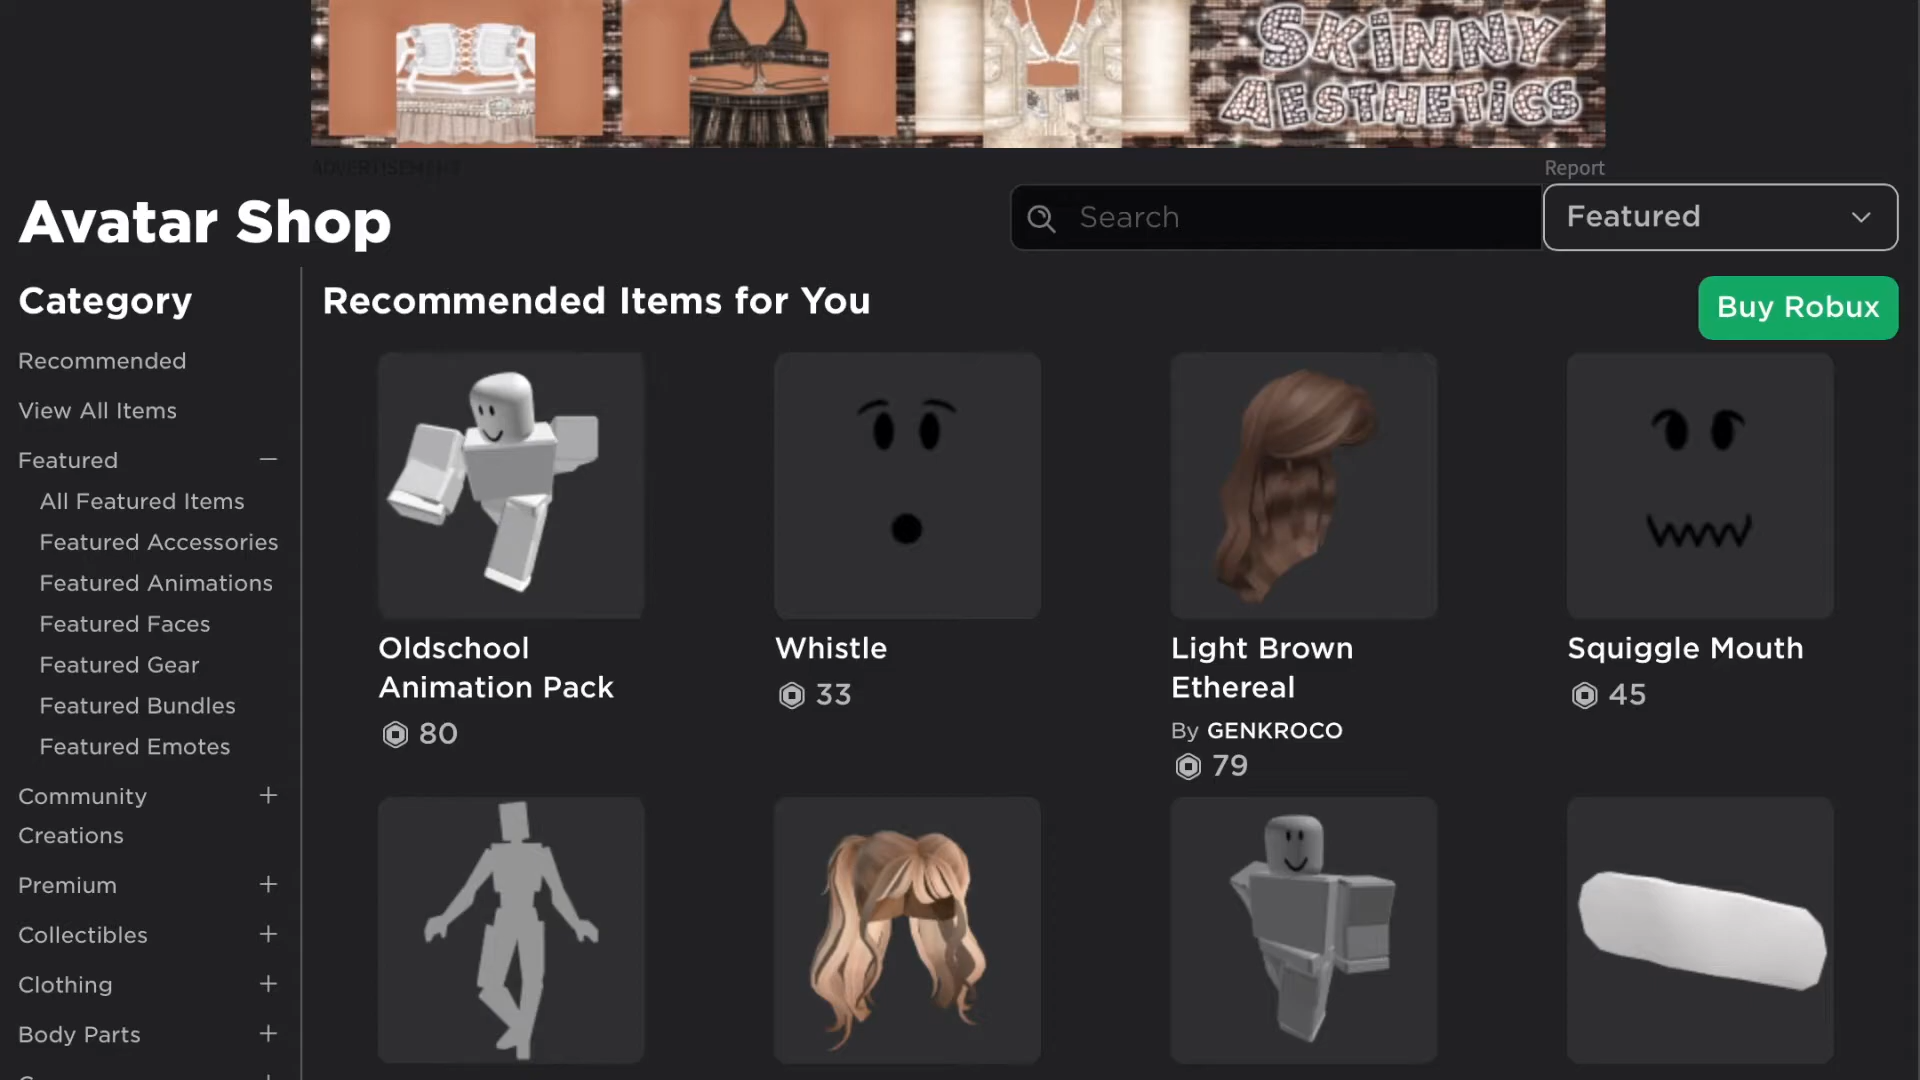 SKINNY
AESTHETICS
ADVERTISEMENT
Report
Avatar Shop
Search
Featured
Category
Recommended Items for You
Buy Robux
Recommended
View All Items
Featured
All Featured Items
Featured Accessories
Featured Animations
Featured Faces
Featured Gear
Featured Bundles
Featured Emotes
Community
Creations
Premium
Collectibles
Clothing
Body Parts
Oldschool
Animation Pack
80
Whistle
33
Light Brown
Ethereal
By GENKROCO
79
Squiggle Mouth
45